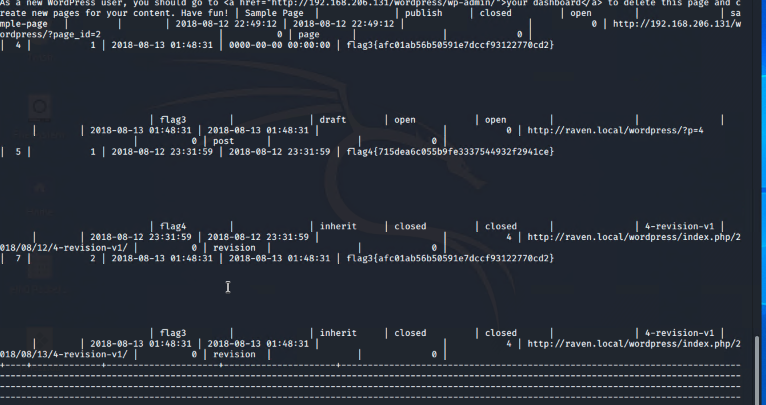 As a new WordPress user, you should go to <a href="http://192.168.206.131/wordpress/wp-admin/">your dashboard</a> to delete this page and c
reate new pages for your content. Have fun! | Sample Page | | publish | closed | open | | sa
mple-page | | | 2018-08-12 22:49:12 | 2018-08-12 22:49:12 | | 0 | http://192.168.206.131/w
ordpress/?page_id=2 | 0 | page | | 0 |
| 4 | 1 | 2018-08-13 01:48:31 | 0000-00-00 00:00:00 | flag3{afc01ab56b50591e7dccf93122770cd2}
| flag3 | | draft | open | open | | |
| | 2018-08-13 01:48:31 | 2018-08-13 01:48:31 | | 0 | http://raven.local/wordpress/?p=4
| 0 | post | | 0 |
| 5 | 1 | 2018-08-12 23:31:59 | 2018-08-12 23:31:59 | flag4{715dea6c055b9fe3337544932f2941ce}
| flag4 | | inherit | closed | closed | | 4-revision-v1 |
| | 2018-08-12 23:31:59 | 2018-08-12 23:31:59 | | 4 | http://raven.local/wordpress/index.php/2
018/08/12/4-revision-v1/ | 0 | revision | | 0 |
| 7 | 2 | 2018-08-13 01:48:31 | 2018-08-13 01:48:31 | flag3{afc01ab56b50591e7dccf93122770cd2}
| flag3 | | inherit | closed | closed | | 4-revision-v1 |
| | 2018-08-13 01:48:31 | 2018-08-13 01:48:31 | | 4 | http://raven.local/wordpress/index.php/2
018/08/13/4-revision-v1/ | 0 | revision | | 0 |